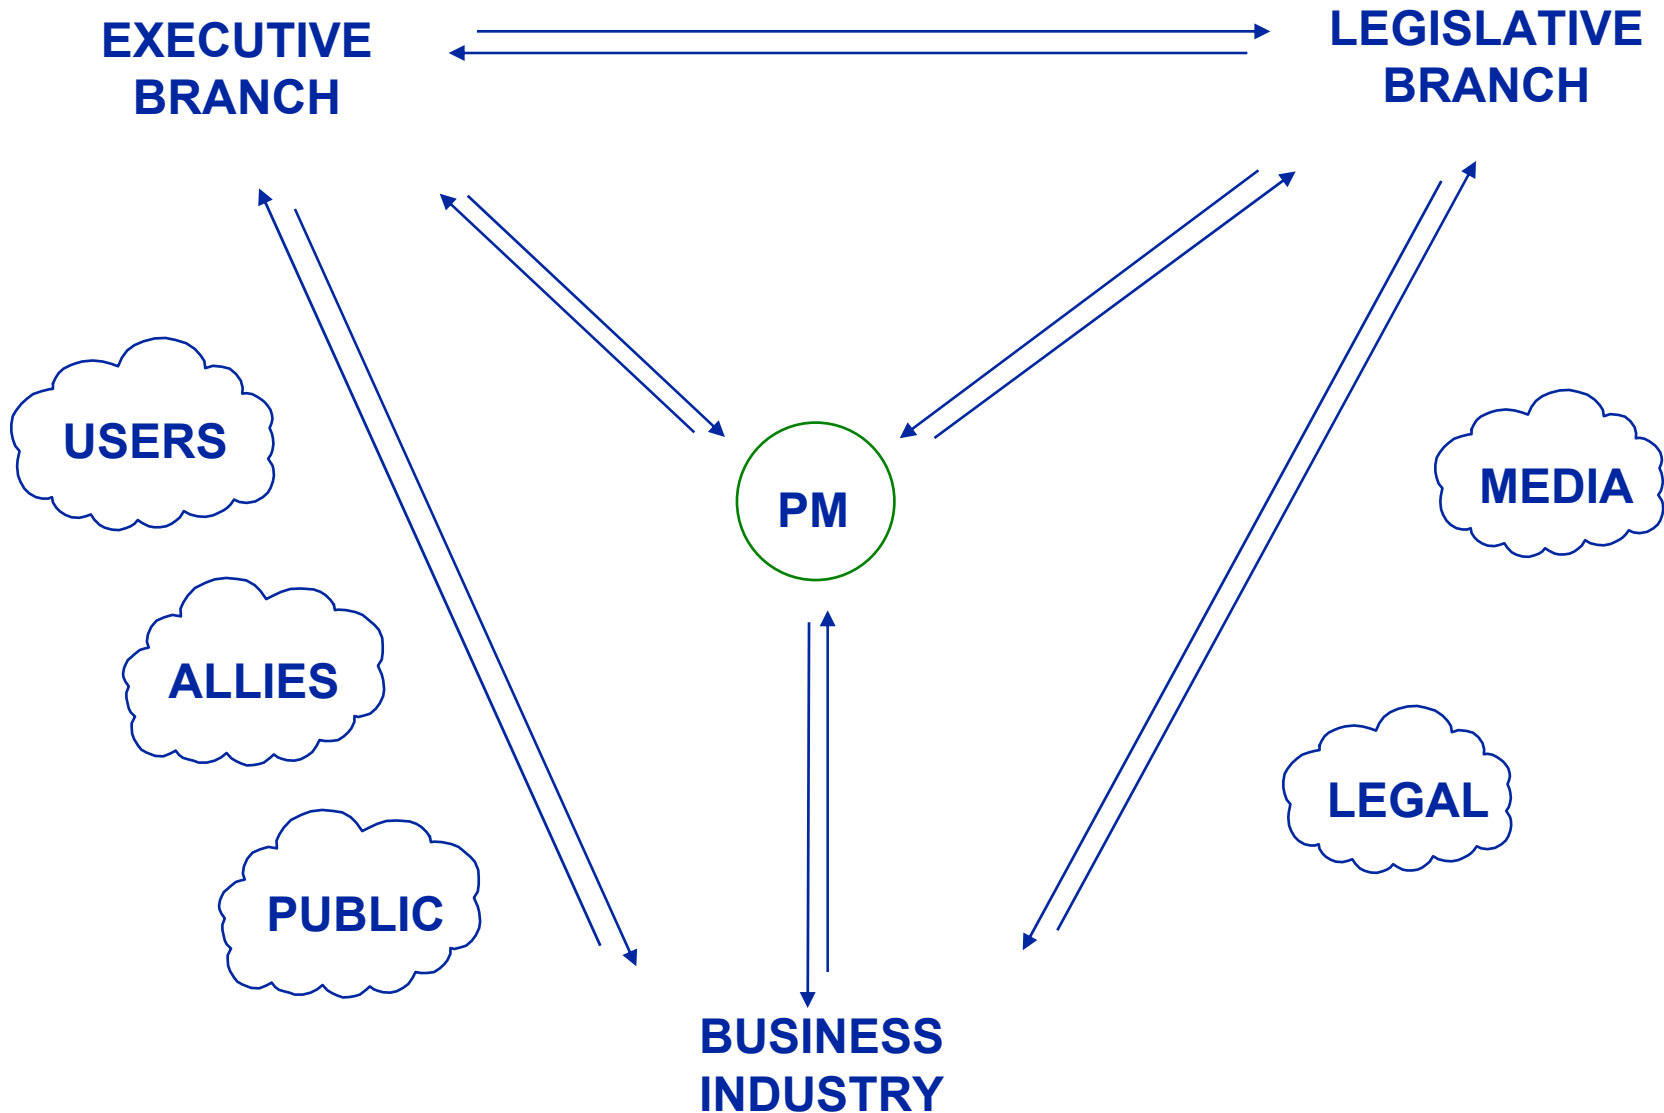 EXECUTIVE
BRANCH
LEGISLATIVE
BRANCH
USERS
MEDIA
PM
ALLIES
LEGAL
PUBLIC
BUSINESS
INDUSTRY